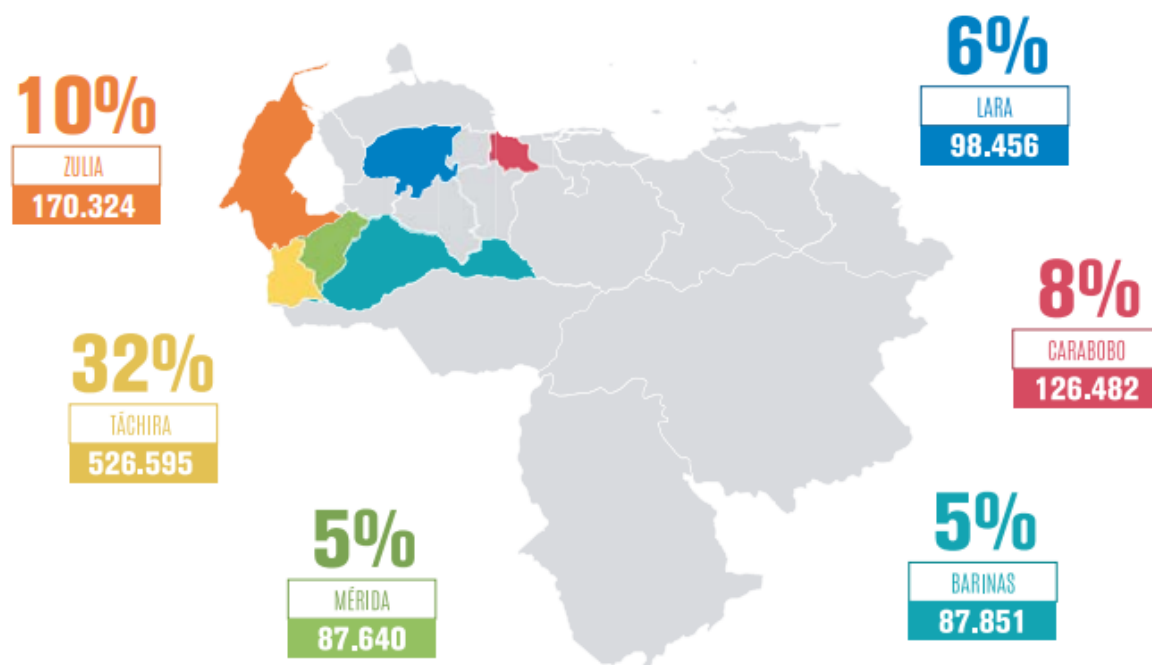 10%
ZULIA
170.324
6%
LARA
98.456
8%
CARABOBO
126.482
32%
TÁCHIRA
526.595
5%
MÉRIDA
87.640
5%
BARINAS
87.851